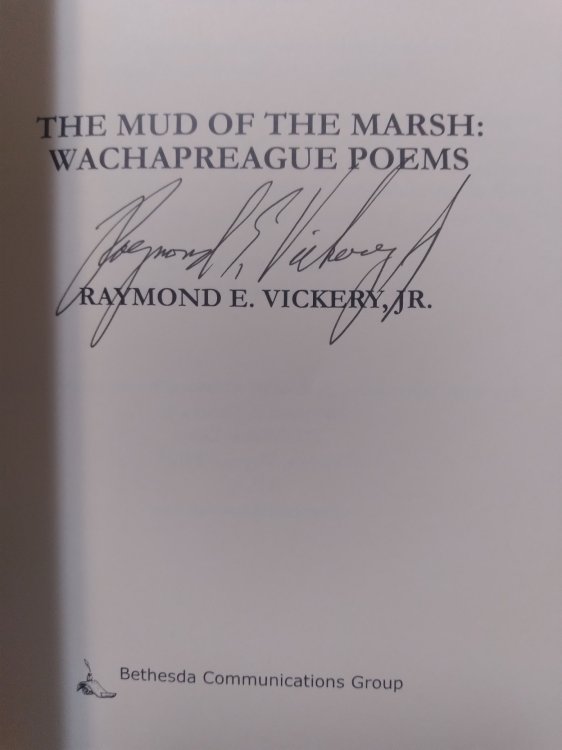 THE MUD OF THE MARSH:
WACHAPREAGUE POEMS
Raymond E. Vickery Jr
RAYMOND E. VICKERY, JR.
Bethesda Communications Group